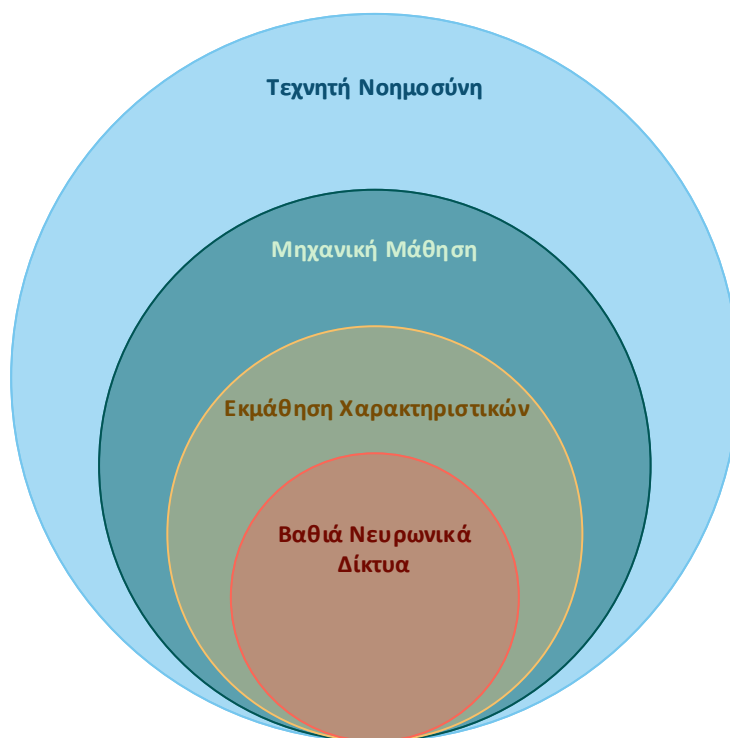 Τεχνητή Νοημοσύνη
Μηχανική Μάθηση
Εκμάθηση Χαρακτηριστικών
Βαθιά Νευρωνικά
Δίκτυα